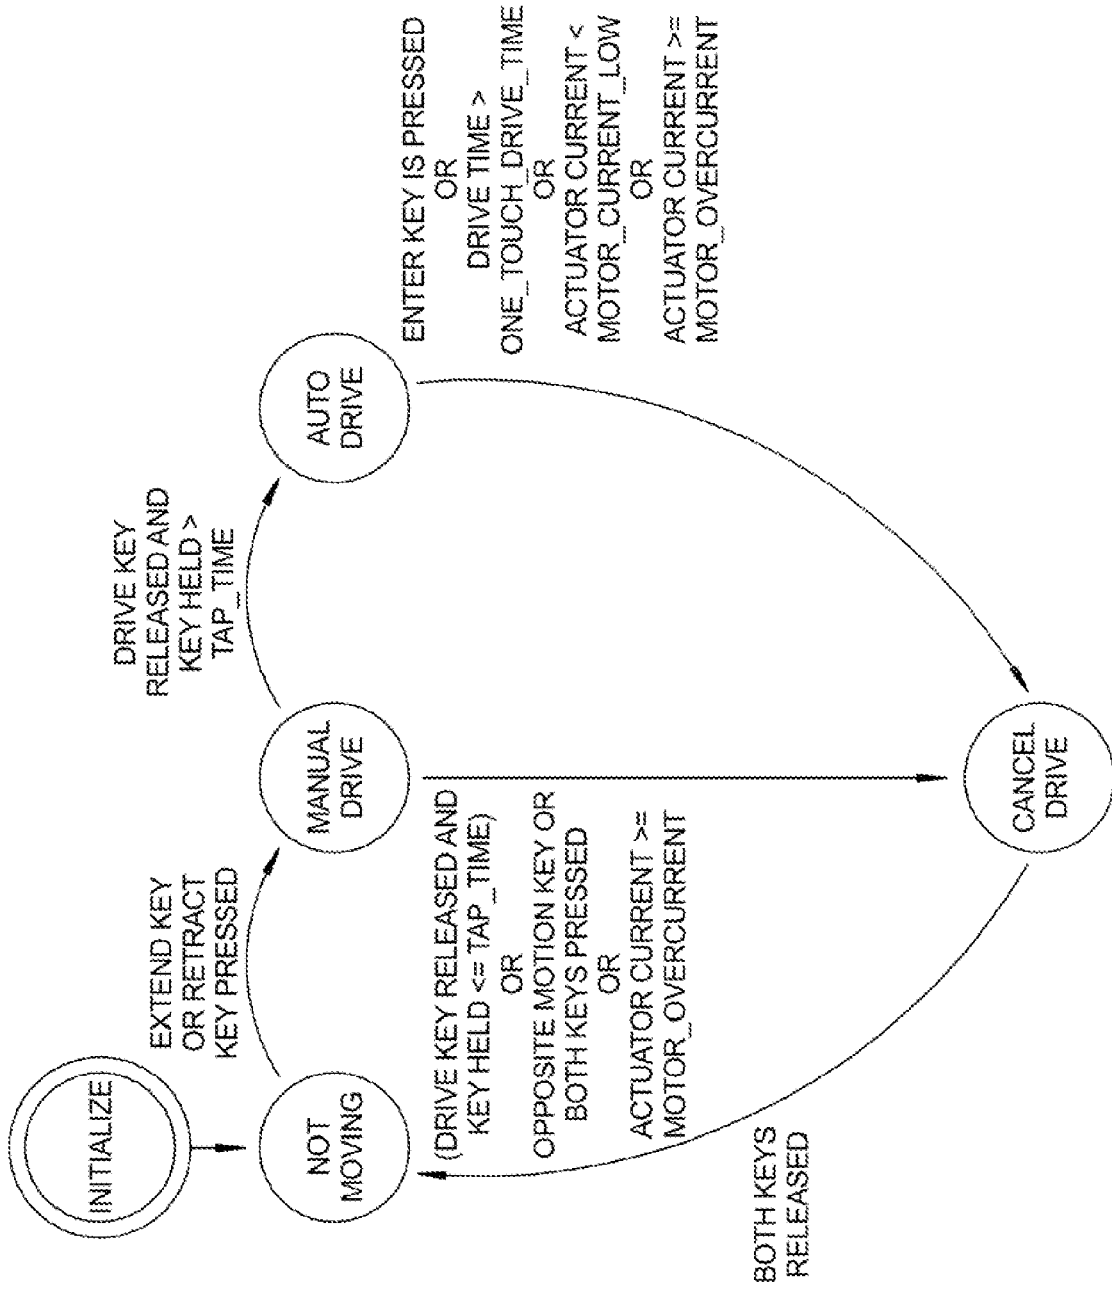 INITIALIZE
NOT
MOVING
EXTEND KEY
OR RETRACT
KEY PRESSED
MANUAL
DRIVE
DRIVE KEY
RELEASED AND
KEY HELD >
TAP_TIME
AUTO
DRIVE
ENTER KEY IS PRESSED
OR
DRIVE TIME >
ONE_TOUCH_DRIVE_TIME
OR
ACTUATOR CURRENT <
MOTOR_CURRENT_LOW
OR
ACTUATOR CURRENT >=
MOTOR_OVERCURRENT
(DRIVE KEY RELEASED AND
KEY HELD <= TAP_TIME)
OR
OPPOSITE MOTION KEY OR
BOTH KEYS PRESSED
OR
ACTUATOR CURRENT >=
MOTOR_OVERCURRENT
CANCEL
DRIVE
BOTH KEYS
RELEASED